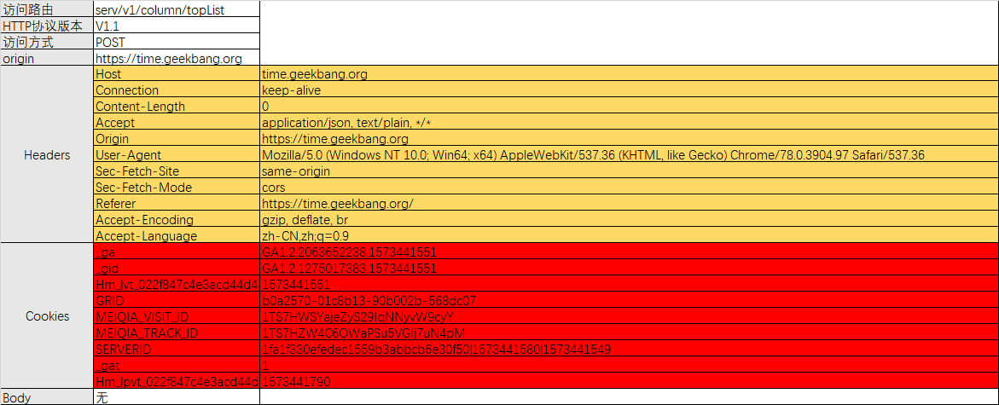 访问路由 serv/v1/column/topList
HTTP协议版本 V1.1
访问方式 POST
origin https://time.geekbang.org
Headers
Host time.geekbang.org
Connection keep-alive
Content-Length 0
Accept application/json, text/plain, */*
Origin https://time.geekbang.org
User-Agent Mozilla/5.0 (Windows NT 10.0; Win64; x64) AppleWebKit/537.36 (KHTML, like Gecko) Chrome/78.0.3904.97 Safari/537.36
Sec-Fetch-Site same-origin
Sec-Fetch-Mode cors
Referer https://time.geekbang.org/
Accept-Encoding gzip, deflate, br
Accept-Language zh-CN,zh;q=0.9
Cookies
_ga GA1.2.2063652238.1573441551
_gid GA1.2.1275017383.1573441551
Hm_lvt_022f847c4e3acd44d4 1573441551
GRID b0a2570-01c8b13-90b002b-568dc07
MEIQIA_VISIT_ID 1TS7HWSYajeZyS29IqNNyvW9cyY
MEIQIA_TRACK_ID 1TS7HZW4C6OWaPSu5VGIj7uN4pM
SERVERID 1fa1f330efedec1559b3abbcb6e30f50|1573441580|1573441549
_gat 1
Hm_lpvt_022f847c4e3acd44d 1573441790
Body 无